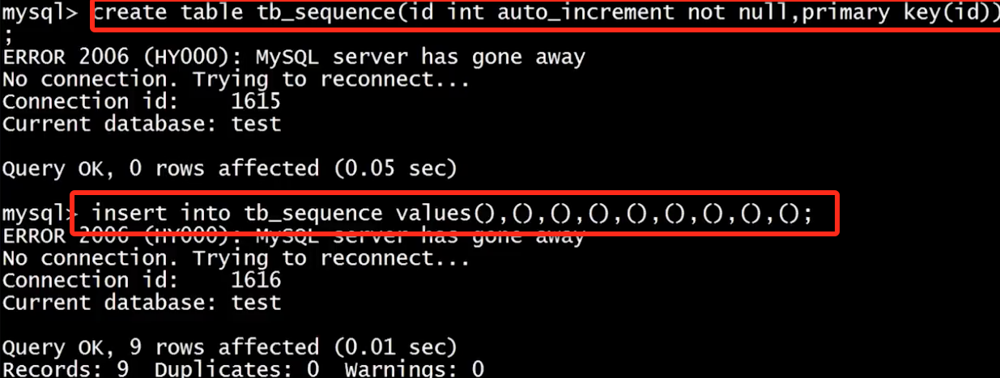 mysql> create table tb_sequence(id int auto_increment not null,primary key(id))
;
ERROR 2006 (HY000): MySQL server has gone away
No connection. Trying to reconnect...
Connection id:    1615
Current database: test
Query OK, 0 rows affected (0.05 sec)
mysql> insert into tb_sequence values(),(),(),(),(),(),(),(),();
ERROR 2006 (HY000): MySQL server has gone away
No connection. Trying to reconnect...
Connection id:    1616
Current database: test
Query OK, 9 rows affected (0.01 sec)
Records: 9  Duplicates: 0  Warnings: 0